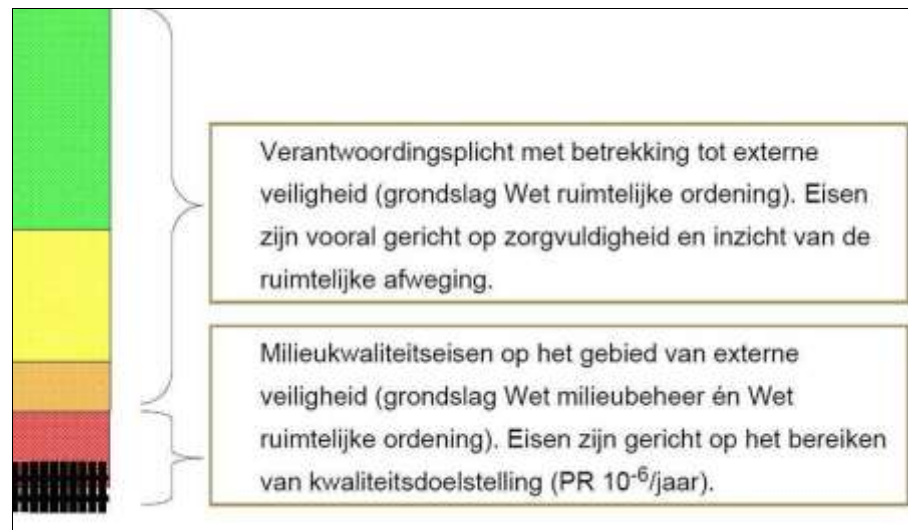 Verantwoordingsplicht met betrekking tot externe
veiligheid (grondslag Wet ruimtelijke ordening). Eisen
zijn vooral gericht op zorgvuldigheid en inzicht van de
ruimtelijke afweging.
Milieukwaliteitseisen op het gebied van externe
veiligheid (grondslag Wet milieubeheer én Wet
ruimtelijke ordening). Eisen zijn gericht op het bereiken
van kwaliteitsdoelstelling (PR 10⁻⁶/jaar).